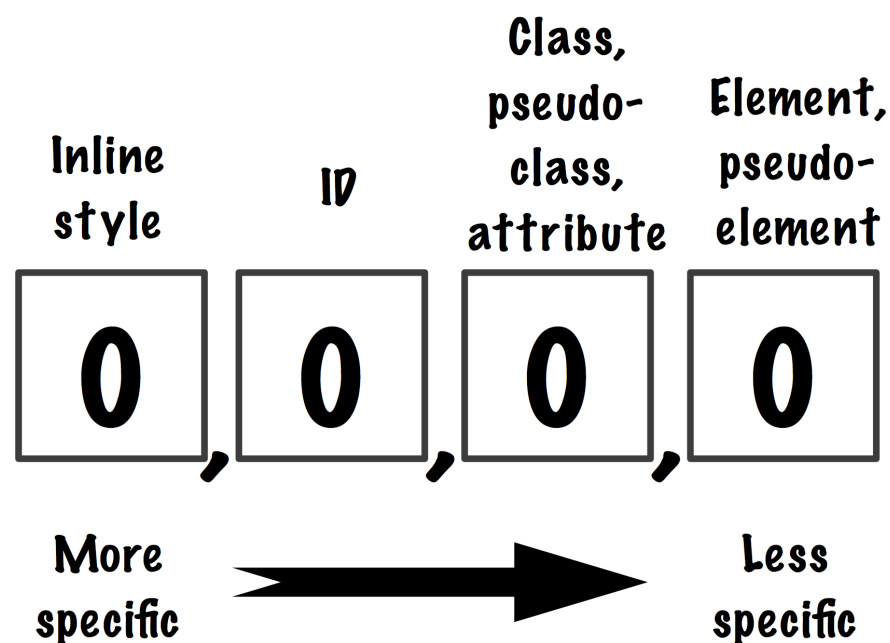 Inline
style
ID
Class,
pseudo-
class,
attribute
Element,
pseudo-
element
0, 0, 0, 0
More
specific
Less
specific